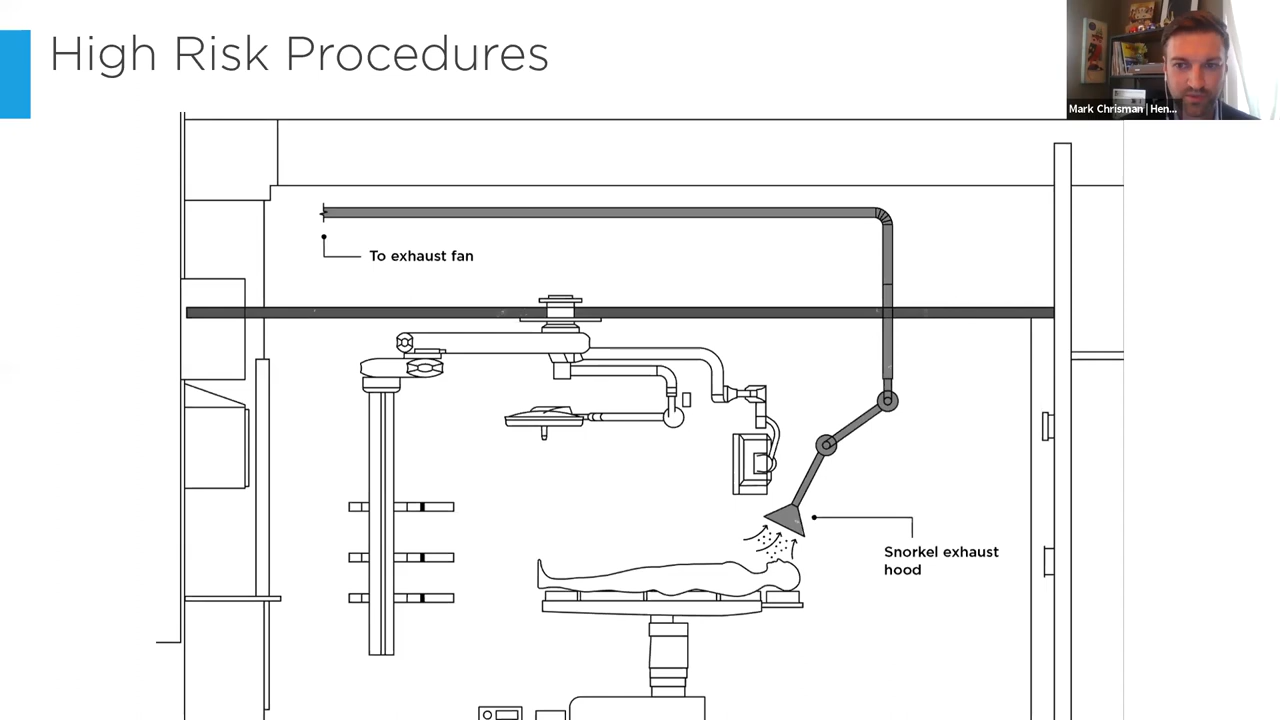 High Risk Procedures
Mark Chrisman | Hen...
To exhaust fan
Snorkel exhaust
hood